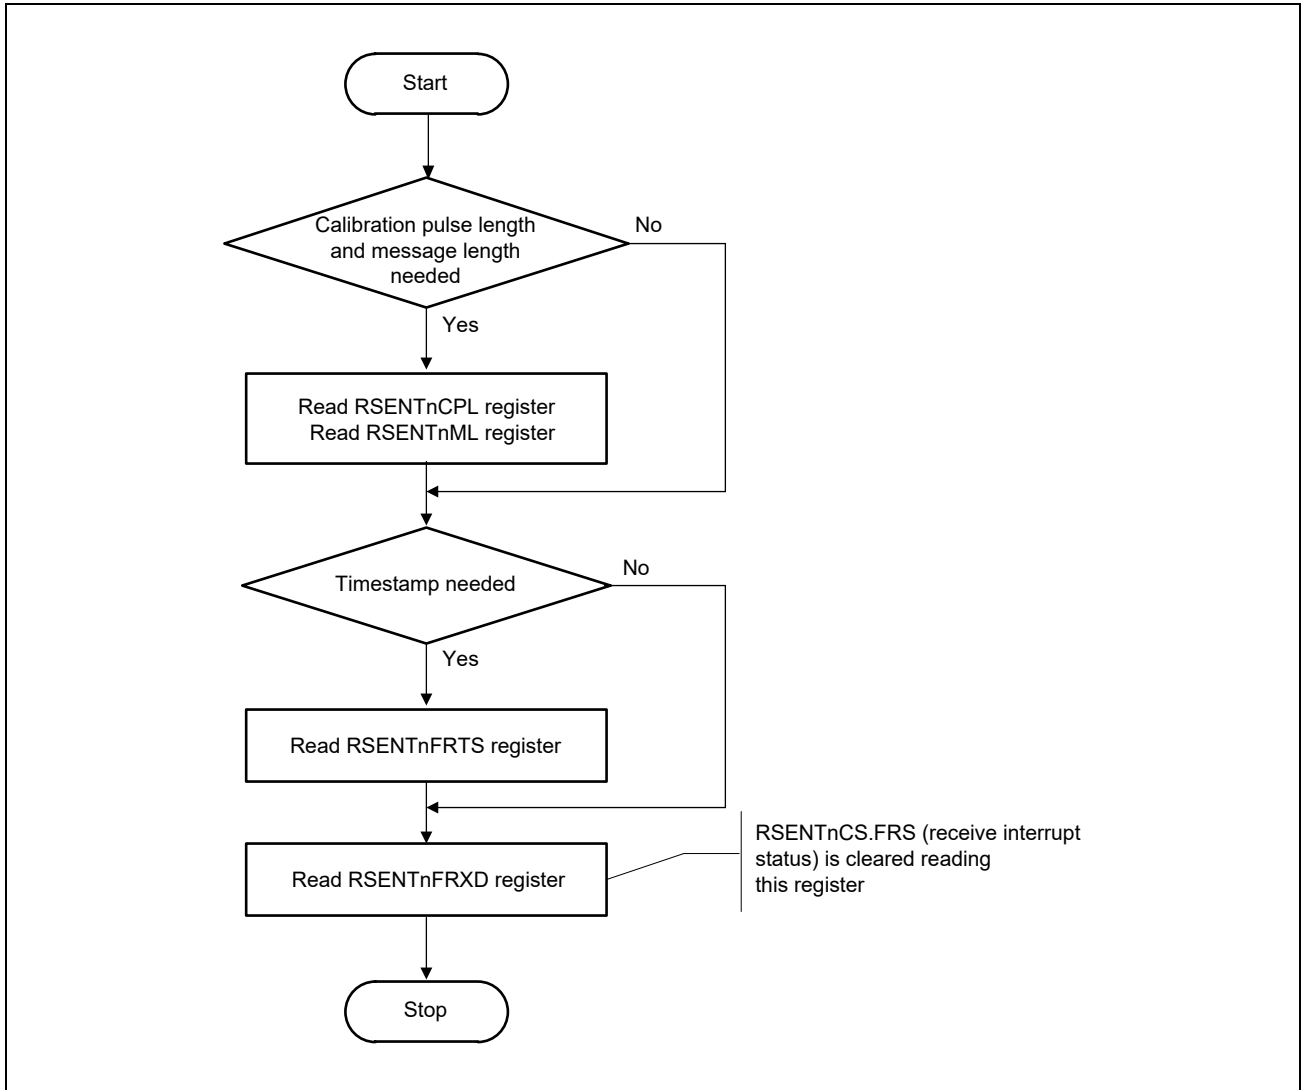 Start
Calibration pulse length
and message length
needed
No
Yes
Read RSENTnCPL register
Read RSENTnML register
Timestamp needed
No
Yes
Read RSENTnFRTS register
RSENTnCS.FRS (receive interrupt
status) is cleared reading
this register
Read RSENTnFRXD register
Stop